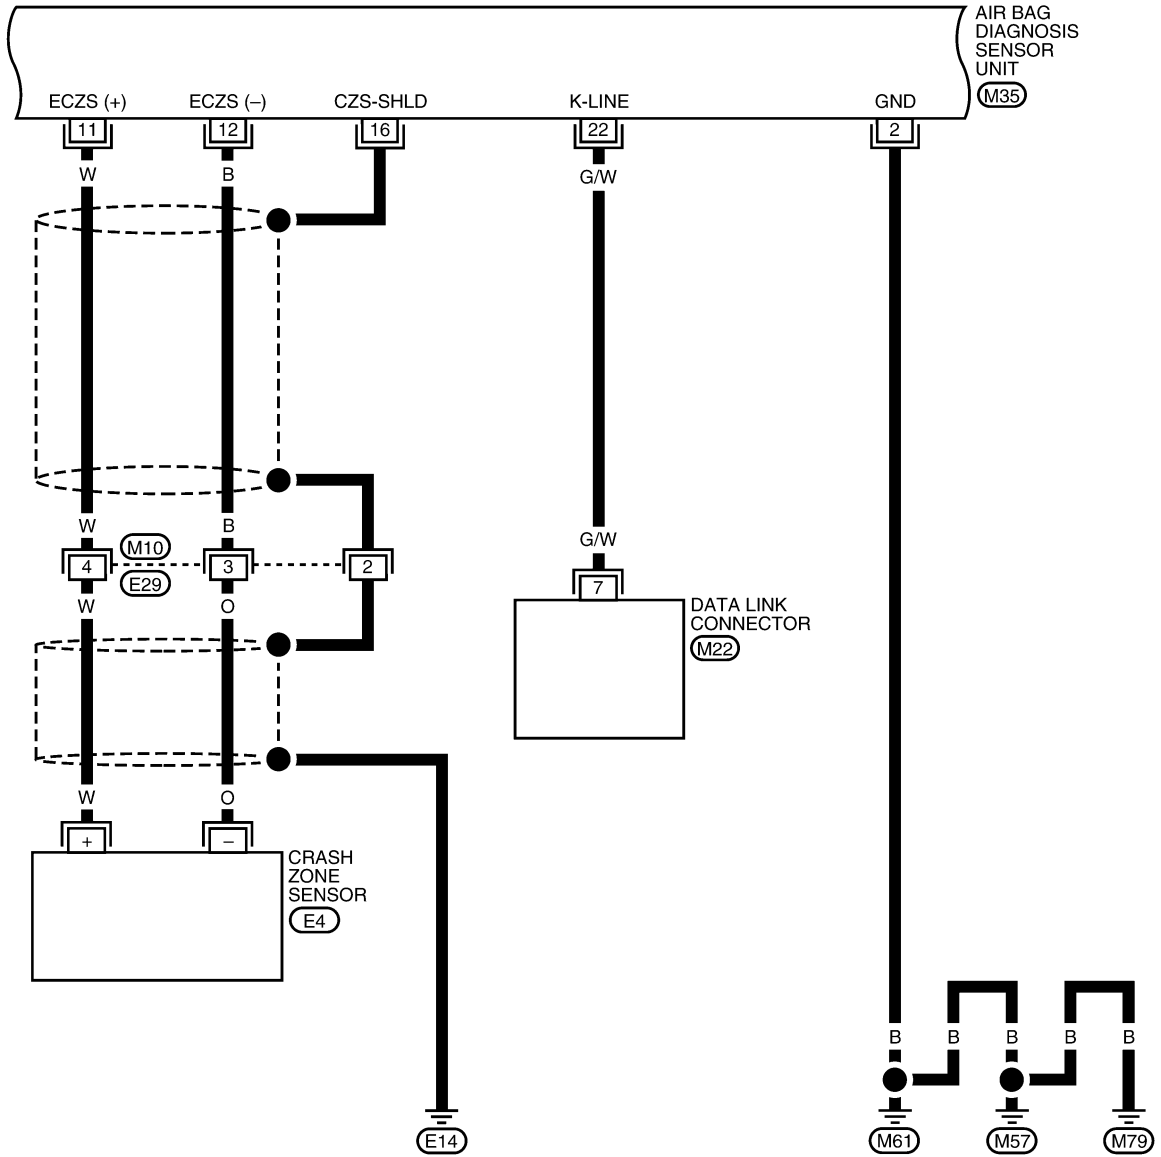 AIR BAG
DIAGNOSIS
SENSOR
UNIT
M35
ECZS (+) ECZS (–) CZS-SHLD K-LINE GND
11 12 16 22 2
W B G/W
W B G/W
M10
4 3 2
E29
7
W O
DATA LINK
CONNECTOR
M22
W O
+ –
CRASH
ZONE
SENSOR
E4
B B B B B
E14 M61 M57 M79